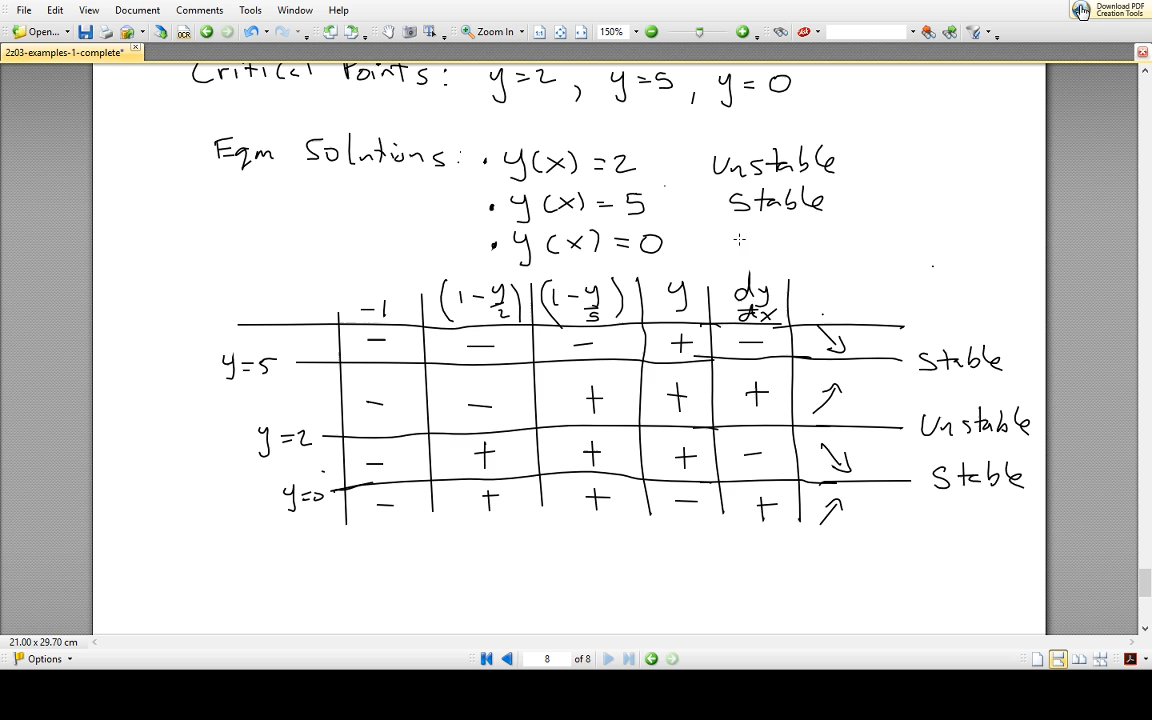 File Edit View Document Comments Tools Window Help
Download PDF Creation Tools
Open... OCR Zoom In 150%
2z03-examples-1-complete*
Critical Points: y=2, y=5, y=0
Eqm Solutions: • y(x) = 2 Unstable
• y(x) = 5 Stable
• y(x) = 0
-1 (1-y/2) (1-y/5) y dy/dx
- - - + - ↘
y=5 Stable
- - + + + ↗
y=2 Unstable
- + + + - ↘
y=0 Stable
- + + - + ↗
21.00 x 29.70 cm
Options 8 of 8